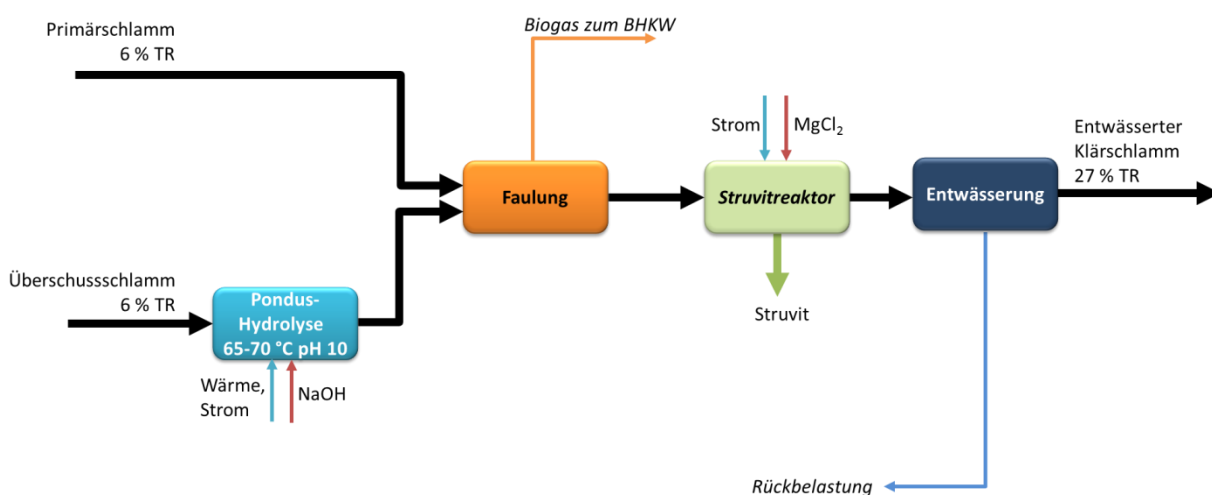 Biogas zum BHKW
Primärschlamm
6 % TR
Strom
MgCl₂
Entwässerter
Klärschlamm
27 % TR
Faulung
Struvitreaktor
Entwässerung
Überschussschlamm
6 % TR
Pondus-
Hydrolyse
65-70 °C pH 10
Struvit
Wärme,
Strom
NaOH
Rückbelastung